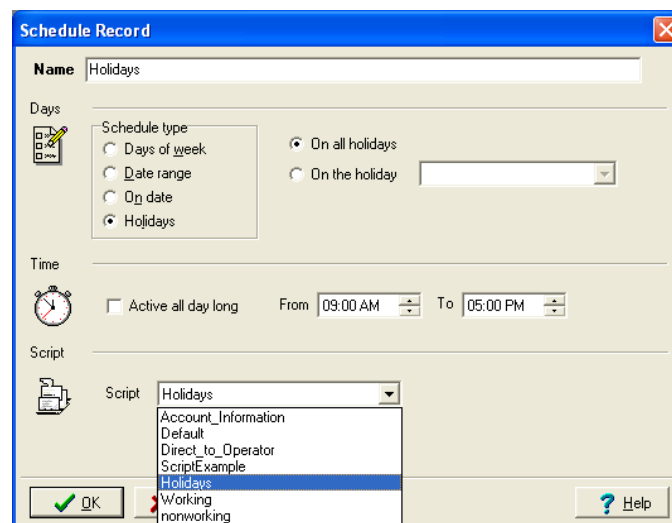 Schedule Record
Name Holidays
Days
Schedule type
Days of week
Date range
On date
Holidays
On all holidays
On the holiday
Time
Active all day long From 09:00 AM To 05:00 PM
Script
Script Holidays
Account_Information
Default
Direct_to_Operator
ScriptExample
Holidays
Working
nonworking
OK
Help